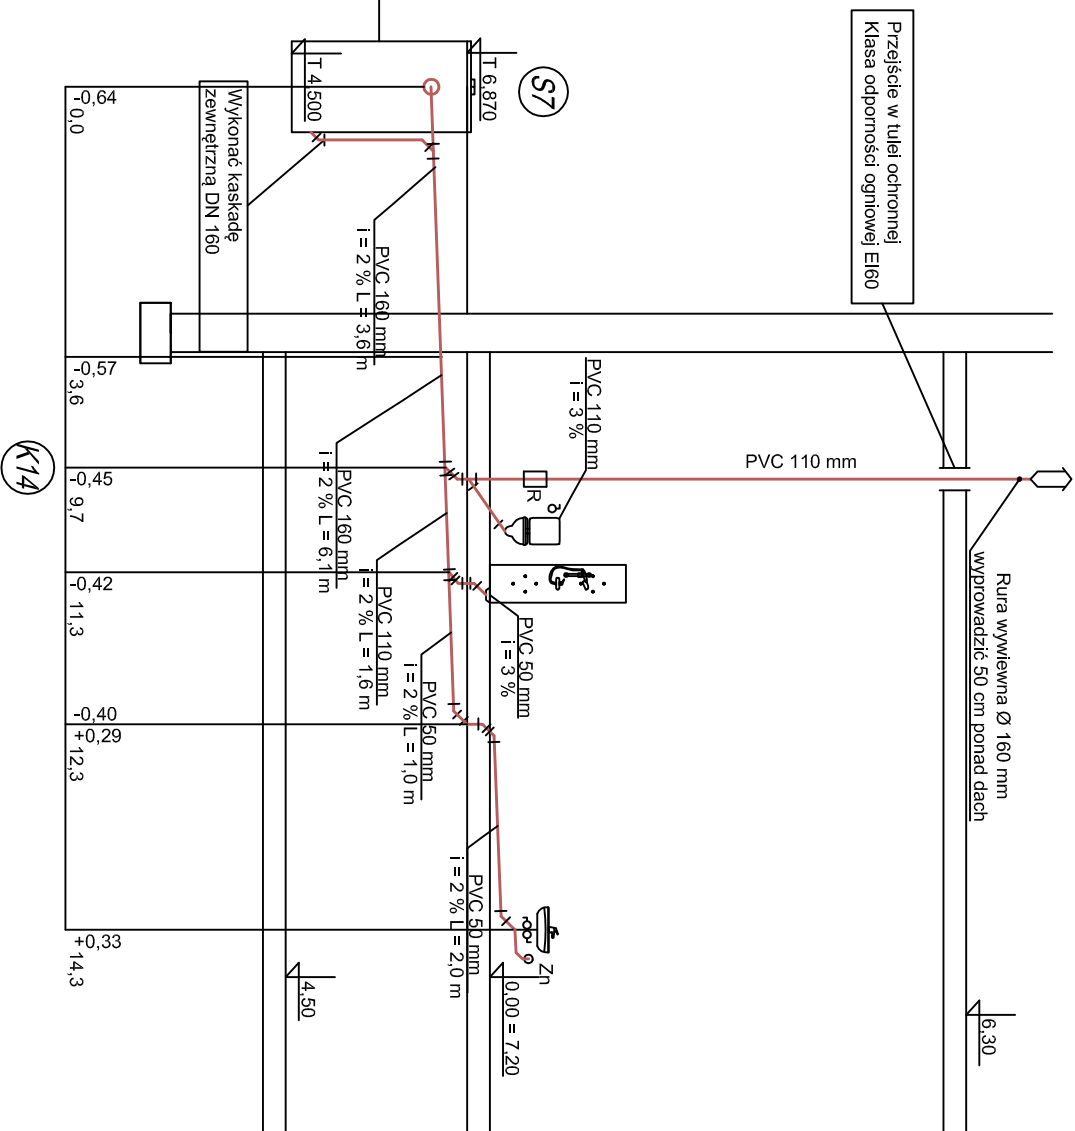 Przejście w tulei ochronnej
Klasa odporności ogniowej EI60
S7
T 6,870
T 4,500
Wykonać kaskadę
zewnętrzną DN 160
PVC 160 mm
i = 2 % L = 3,6 m
PVC 110 mm
i = 3 %
PVC 110 mm
R
PVC 160 mm
i = 2 % L = 6,1 m
PVC 110 mm
i = 2 % L = 1,6 m
PVC 50 mm
i = 3 %
PVC 50 mm
i = 2 % L = 1,0 m
PVC 50 mm
i = 2 % L = 2,0 m
Rura wywiewna Ø 160 mm
wyprowadzić 50 cm ponad dach
Zn
6,30
0,00 = 7,20
4,50
-0,64
0,0
-0,57
3,6
-0,45
9,7
-0,42
11,3
-0,40
+0,29
12,3
+0,33
14,3
K14